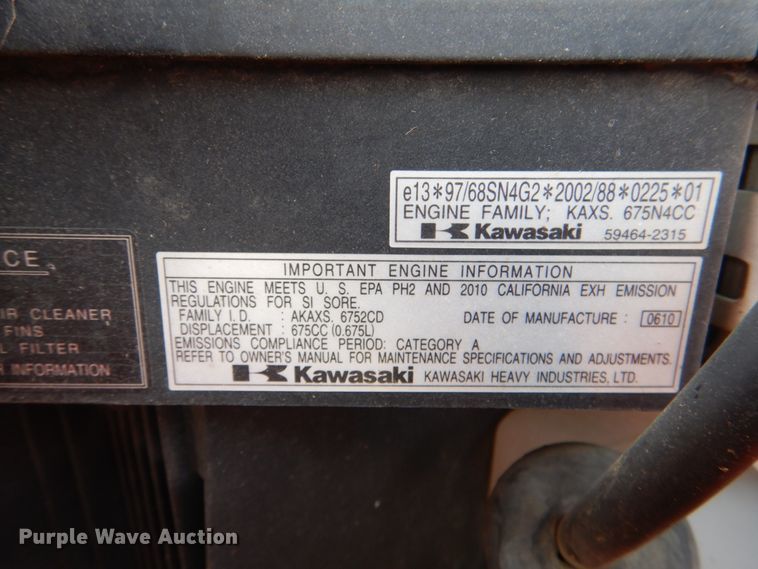 e13*97/68SN4G2*2002/88*0225*01
ENGINE FAMILY; KAXS. 675N4CC
Kawasaki 59464-2315
IMPORTANT ENGINE INFORMATION
THIS ENGINE MEETS U. S. EPA PH2 AND 2010 CALIFORNIA EXH EMISSION
REGULATIONS FOR SI SORE.
FAMILY I.D. : AKAXS. 6752CD DATE OF MANUFACTURE : 0610
DISPLACEMENT : 675CC (0.675L)
EMISSIONS COMPLIANCE PERIOD: CATEGORY A
REFER TO OWNER'S MANUAL FOR MAINTENANCE SPECIFICATIONS AND ADJUSTMENTS.
Kawasaki KAWASAKI HEAVY INDUSTRIES, LTD.
CLEANER
FINS
FILTER
INFORMATION
Purple Wave Auction